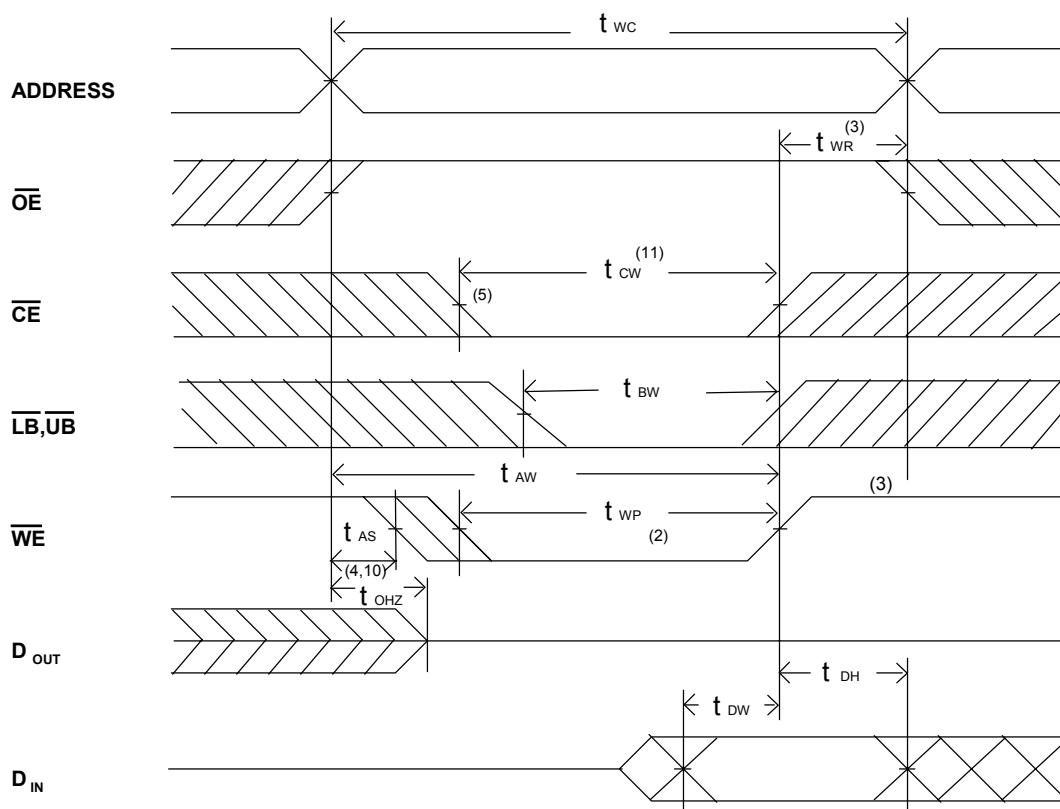 t WC
ADDRESS
t WR (3)
OE
t CW (11)
CE
(5)
t BW
LB,UB
t AW
(3)
t WP (2)
WE
t AS
(4,10)
t OHZ
D OUT
t DH
t DW
D IN